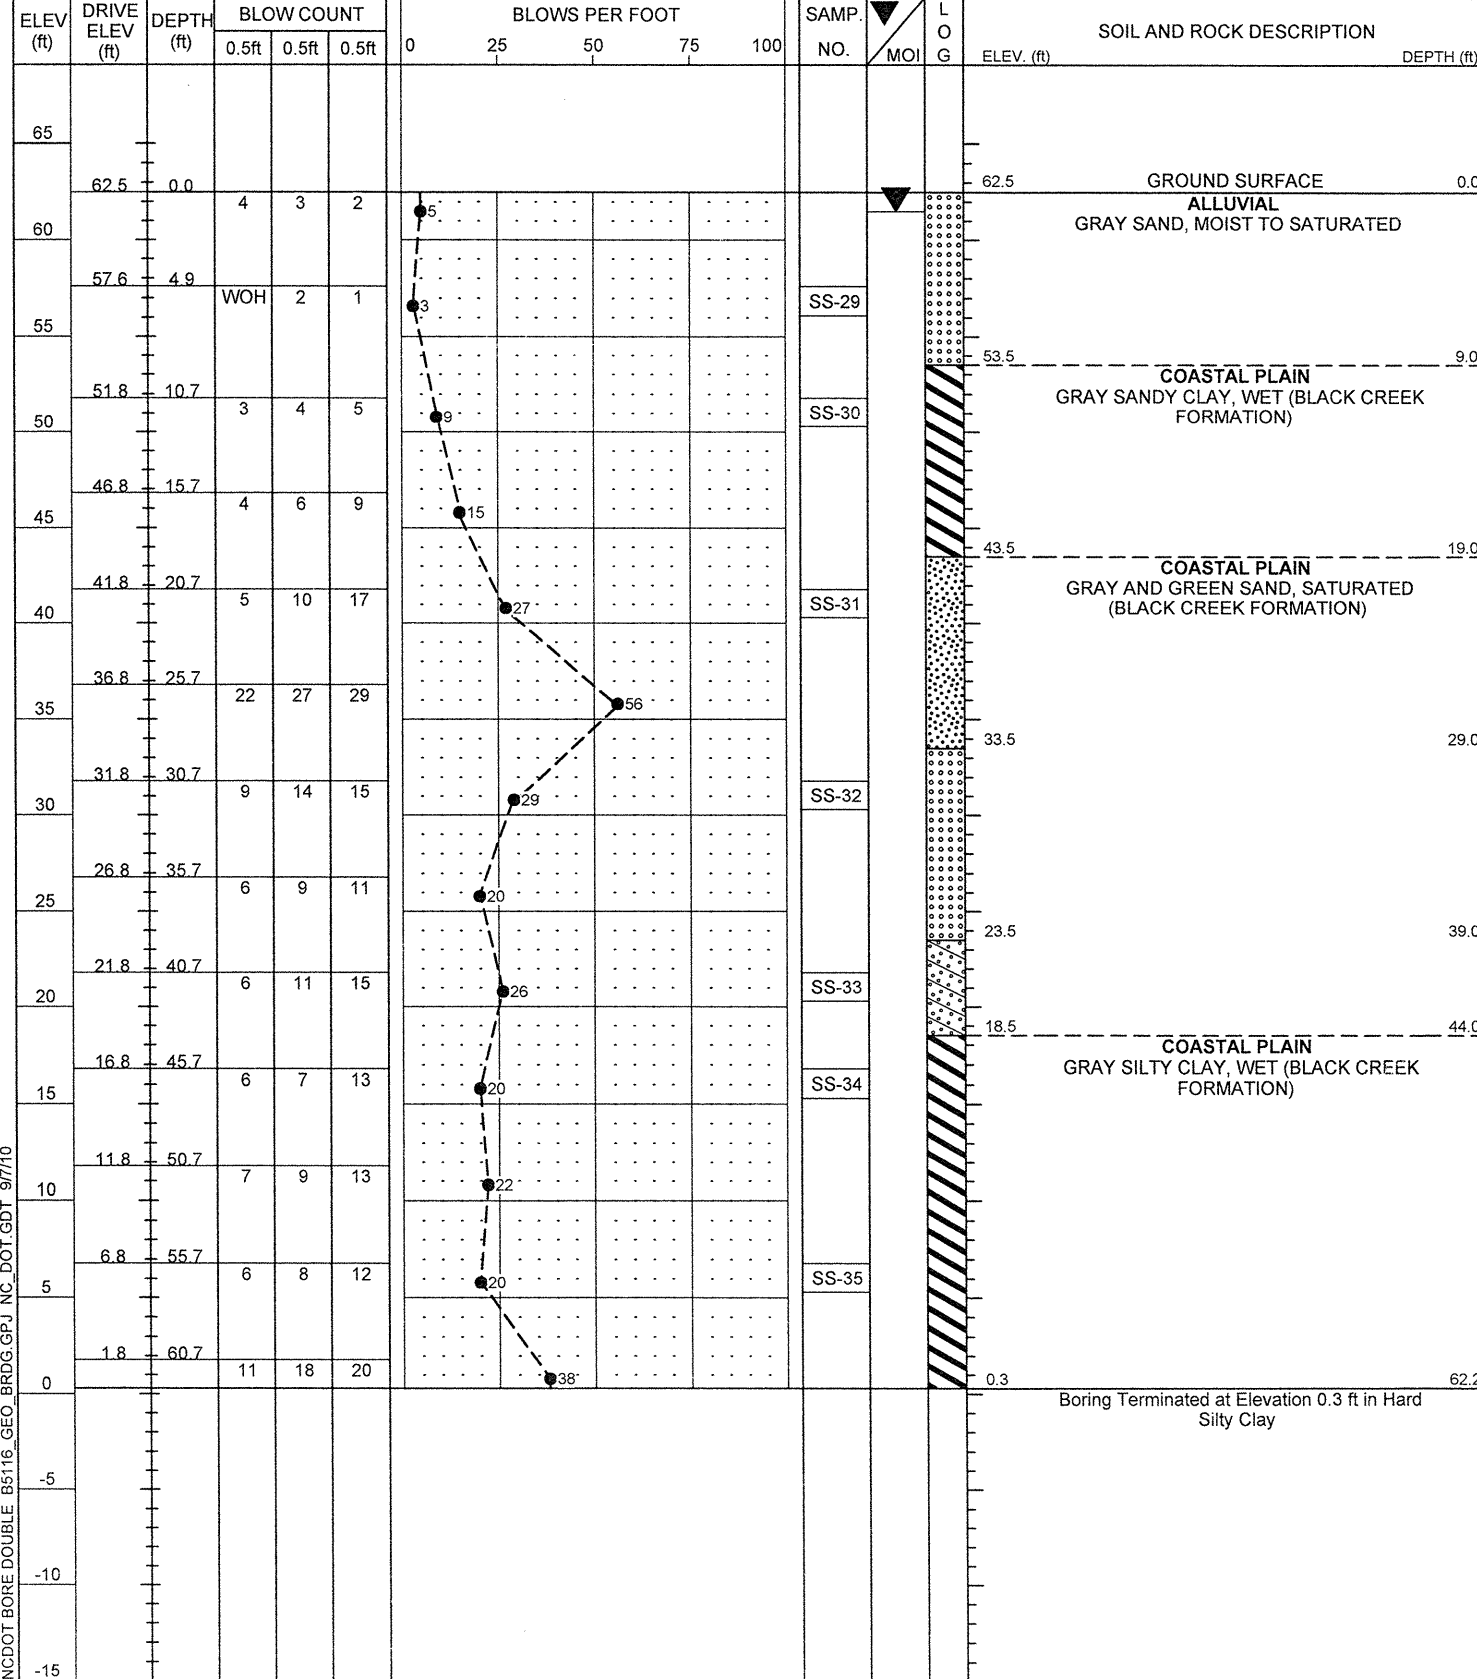 ELEV (ft) DRIVE ELEV (ft) DEPTH (ft) BLOW COUNT 0.5ft 0.5ft 0.5ft BLOWS PER FOOT 0 25 50 75 100 SAMP. NO. MOI L O G SOIL AND ROCK DESCRIPTION ELEV. (ft) DEPTH (ft)
65
62.5 0.0 62.5 GROUND SURFACE 0.0
4 3 2 5 ALLUVIAL
GRAY SAND, MOIST TO SATURATED
60
57.6 4.9
WOH 2 1 3 SS-29
55
53.5 9.0
COASTAL PLAIN
51.8 10.7 GRAY SANDY CLAY, WET (BLACK CREEK
3 4 5 9 SS-30 FORMATION)
50
46.8 15.7
4 6 9 15
45
43.5 19.0
COASTAL PLAIN
41.8 20.7 GRAY AND GREEN SAND, SATURATED
5 10 17 27 SS-31 (BLACK CREEK FORMATION)
40
36.8 25.7
22 27 29 56
35
33.5 29.0
31.8 30.7
9 14 15 29 SS-32
30
26.8 35.7
6 9 11 20
25
23.5 39.0
21.8 40.7
6 11 15 26 SS-33
20
18.5 44.0
COASTAL PLAIN
16.8 45.7 GRAY SILTY CLAY, WET (BLACK CREEK
6 7 13 20 SS-34 FORMATION)
15
11.8 50.7
7 9 13 22
10
6.8 55.7
6 8 12 20 SS-35
5
1.8 60.7
11 18 20 38
0 0.3 62.2
Boring Terminated at Elevation 0.3 ft in Hard
Silty Clay
-5
-10
-15
NCDOT BORE DOUBLE B5116_GEO_BRDG.GPJ NC_DOT.GDT 9/7/10